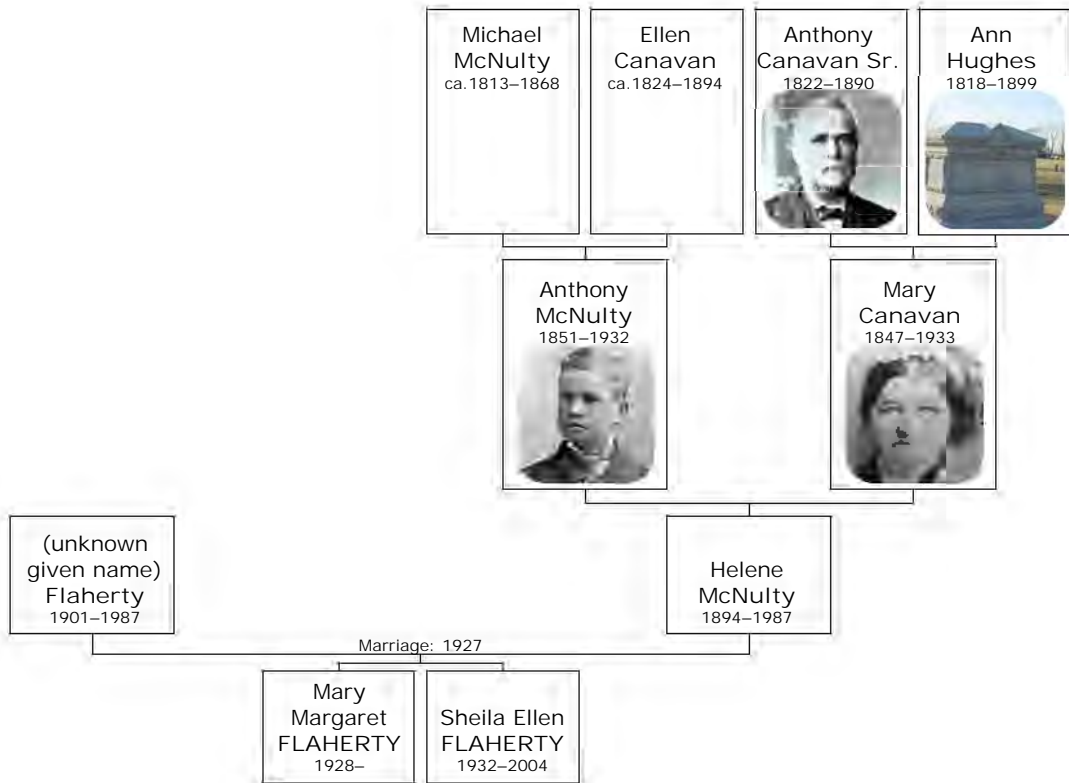 Michael
McNulty
ca.1813–1868
Ellen
Canavan
ca.1824–1894
Anthony
Canavan Sr.
1822–1890
Ann
Hughes
1818–1899
Anthony
McNulty
1851–1932
Mary
Canavan
1847–1933
(unknown
given name)
Flaherty
1901–1987
Helene
McNulty
1894–1987
Marriage: 1927
Mary
Margaret
FLAHERTY
1928–
Sheila Ellen
FLAHERTY
1932–2004